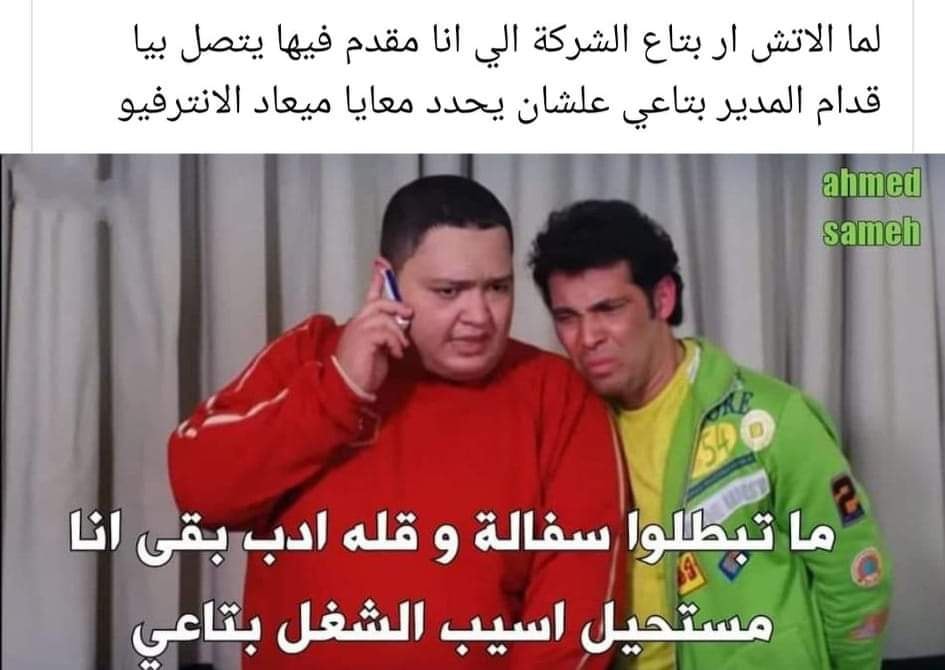 لما الاتش ار بتاع الشركة الي انا مقدم فيها يتصل بيا
قدام المدير بتاعي علشان يحدد معايا ميعاد الانترفيو
ahmed
sameh
54
ما تبطلوا سفالة و قله ادب بقى انا
مستحيل اسيب الشغل بتاعي